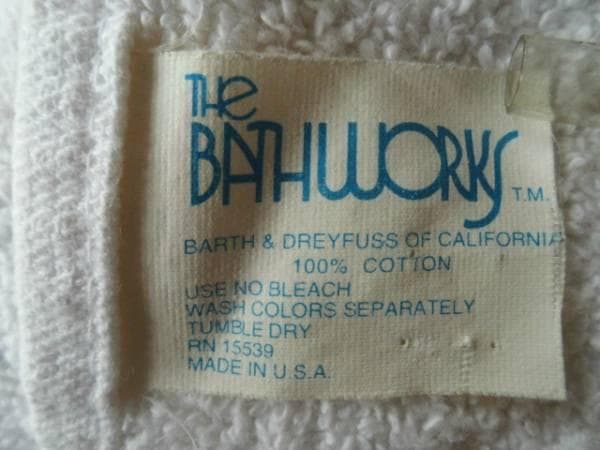 THE
BATHWORKS T.M.
BARTH & DREYFUSS OF CALIFORNIA
100% COTTON
USE NO BLEACH
WASH COLORS SEPARATELY
TUMBLE DRY
RN 15539
MADE IN U.S.A.